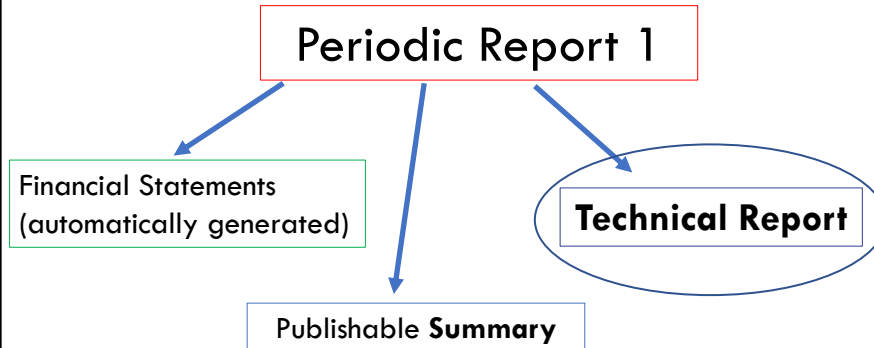 Periodic Report 1
Financial Statements
(automatically generated)
Technical Report
Publishable Summary